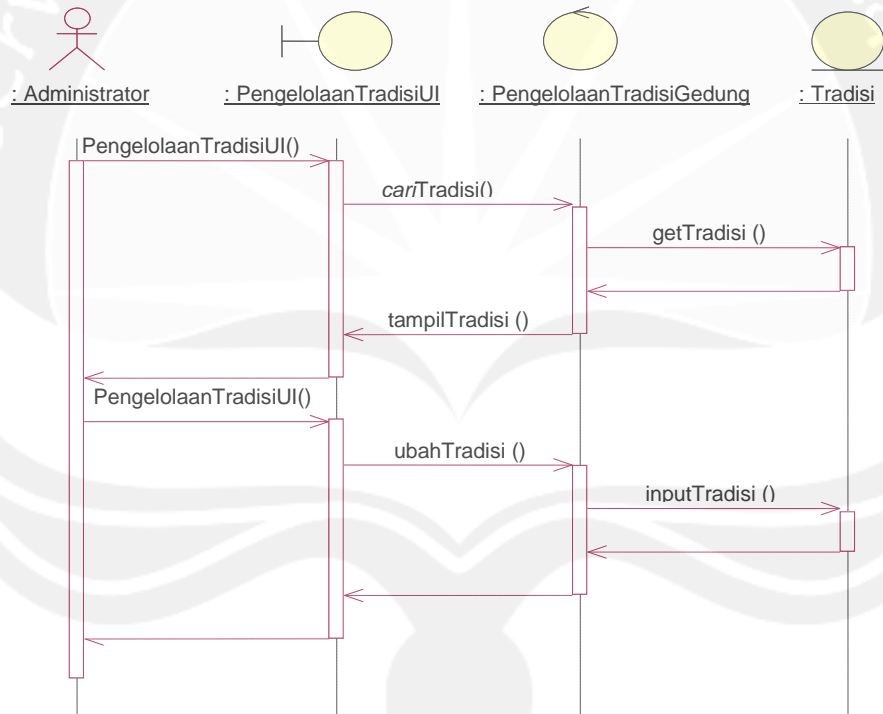 : Administrator : PengelolaanTradisiUI : PengelolaanTradisiGedung : Tradisi
PengelolaanTradisiUI()
cariTradisi()
getTradisi ()
tampilTradisi ()
PengelolaanTradisiUI()
ubahTradisi ()
inputTradisi ()